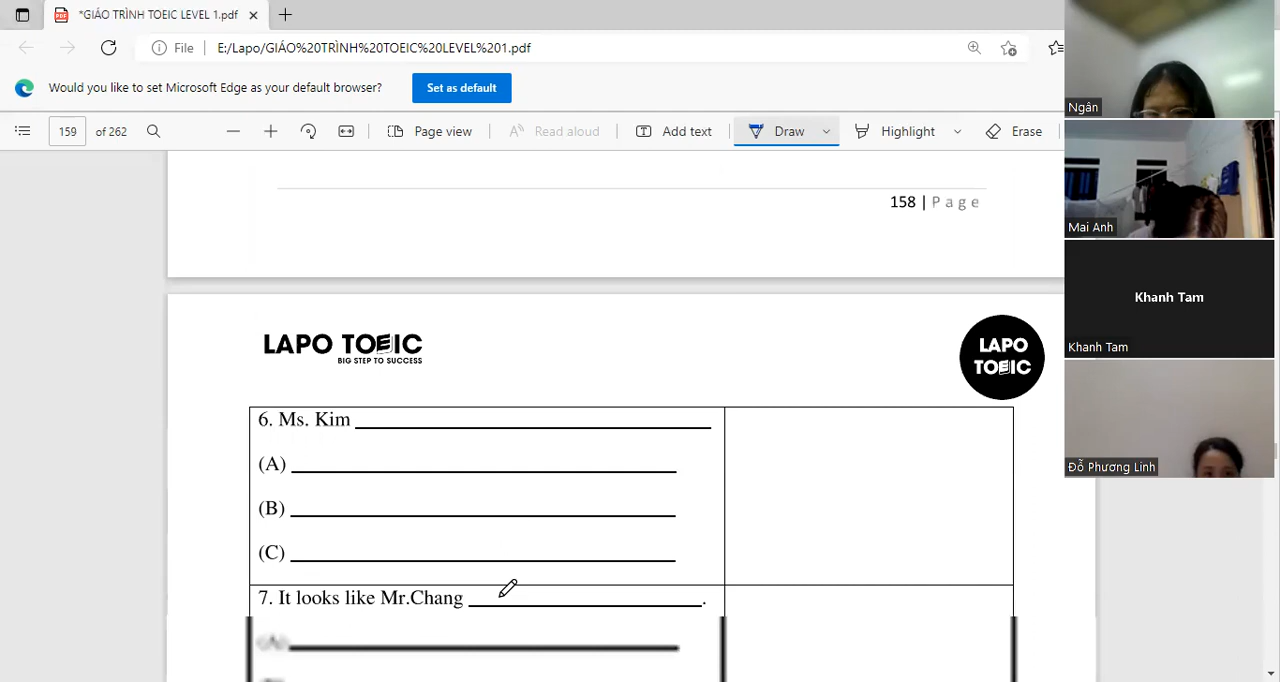 *GIÁO TRÌNH TOEIC LEVEL 1.pdf
File
E:/Lapo/GIÁO%20TRÌNH%20TOEIC%20LEVEL%201.pdf
Would you like to set Microsoft Edge as your default browser?
Set as default
159 of 262
Page view
Read aloud
Add text
Draw
Highlight
Erase
158 | Page
LAPO TOEIC
BIG STEP TO SUCCESS
LAPO
TOEIC
6. Ms. Kim
(A)
(B)
(C)
7. It looks like Mr.Chang .
(A)
Ngân
Mai Anh
Khanh Tam
Khanh Tam
Đỗ Phương Linh